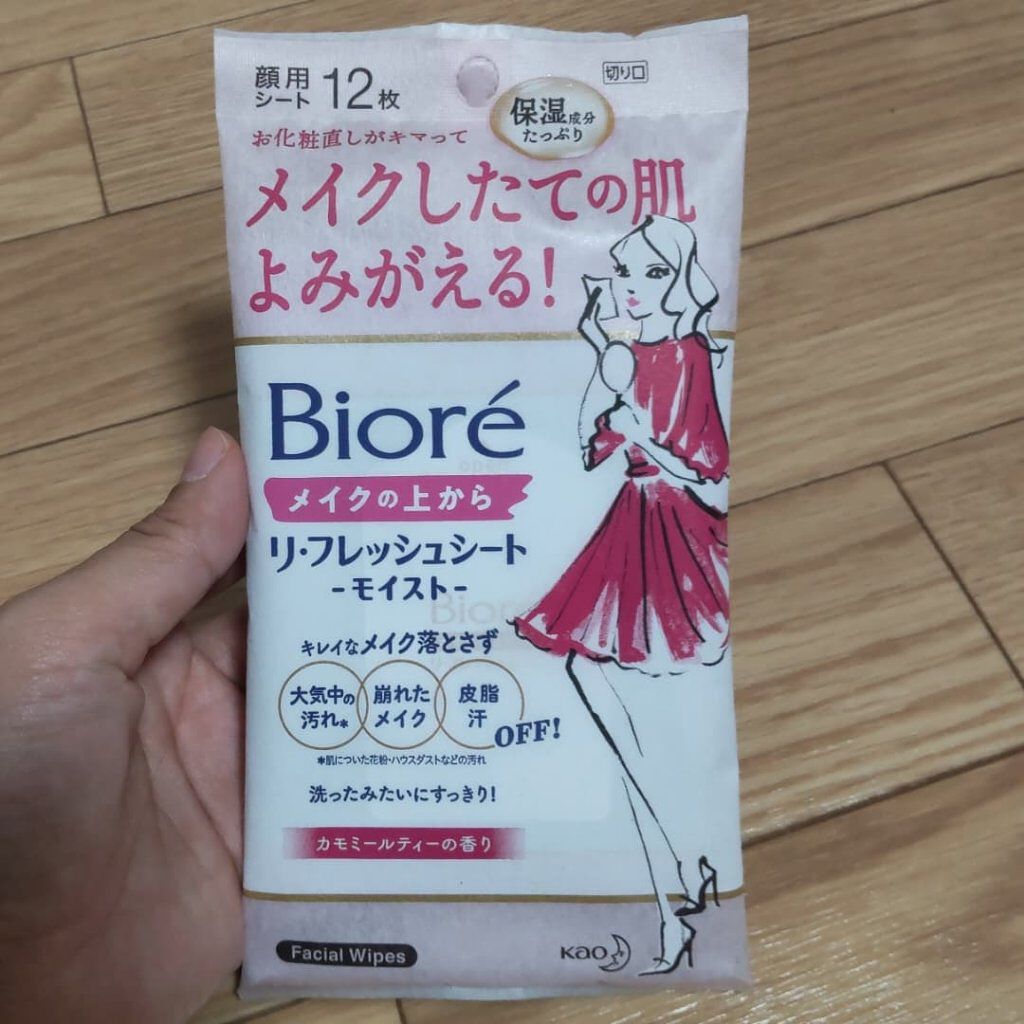 顔用
シート 12枚
切り口
保湿成分
たっぷり
お化粧直しがキマって
メイクしたての肌
よみがえる!
Bioré
メイクの上から
リ・フレッシュシート
-モイスト-
キレイなメイク落とさず
大気中の
汚れ*
崩れた
メイク
皮脂
汗
OFF!
*肌についた花粉・ハウスダストなどの汚れ
洗ったみたいにすっきり!
カモミールティーの香り
Facial Wipes
Kao